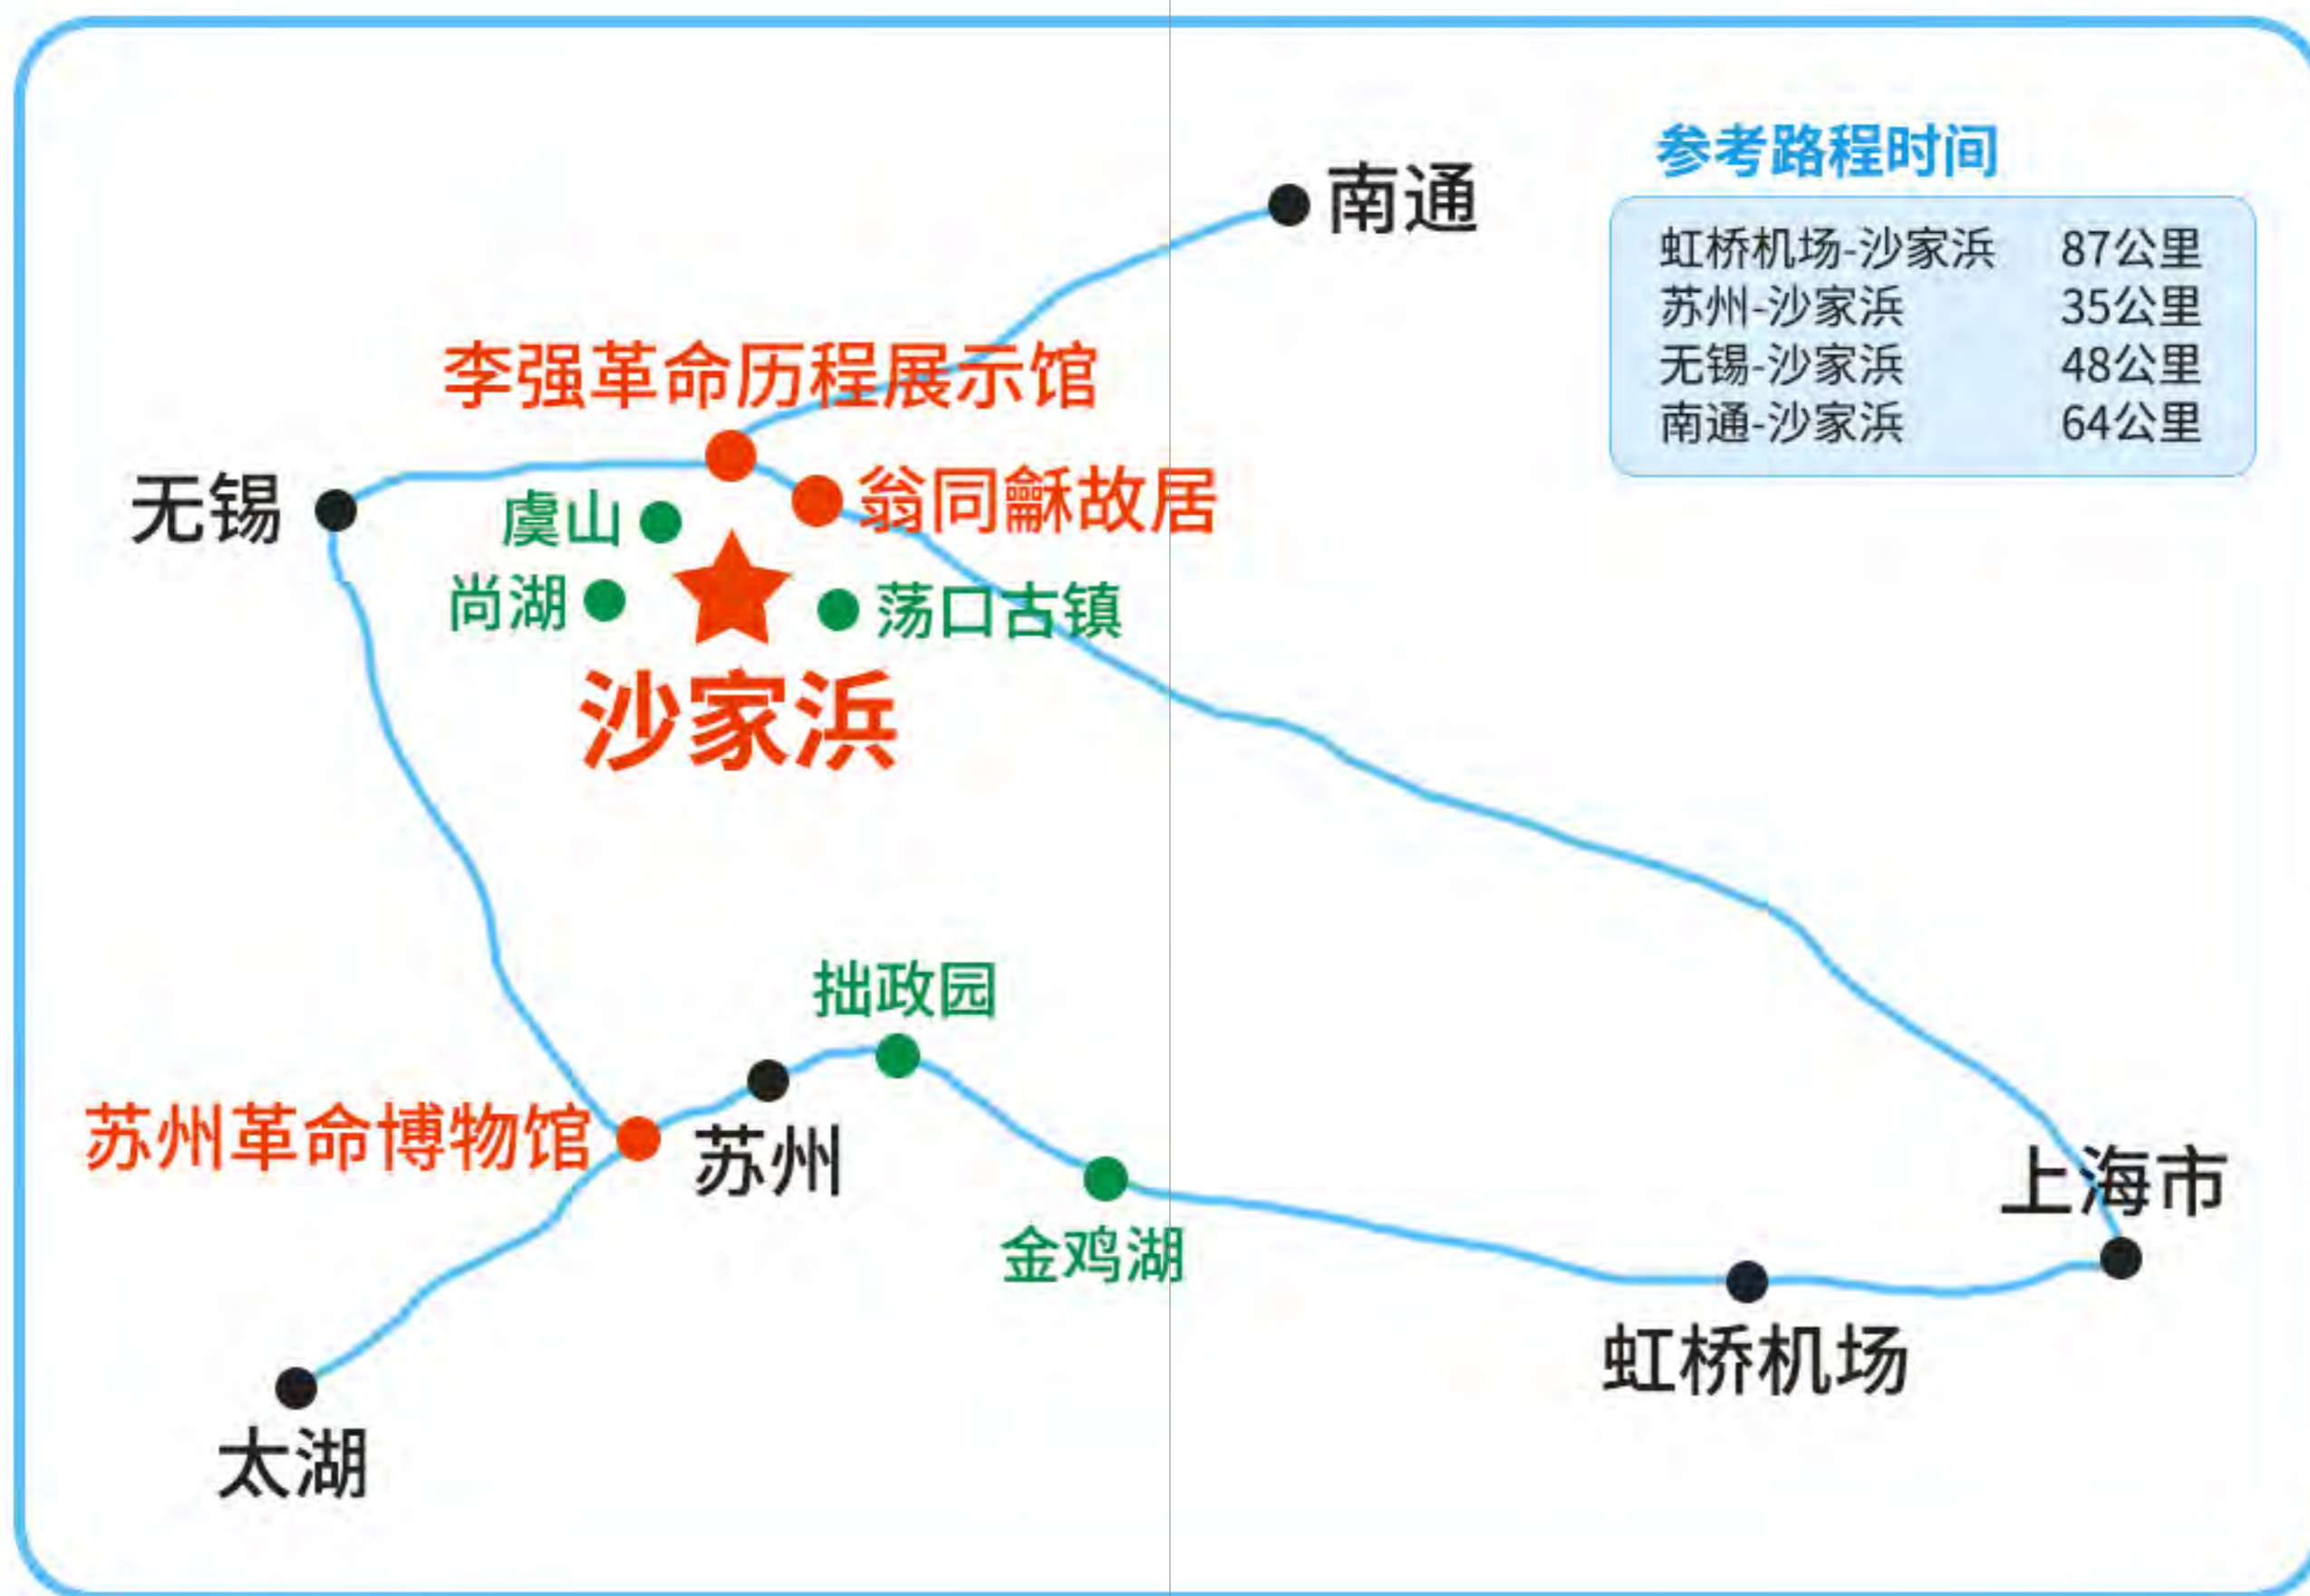 参考路程时间
虹桥机场-沙家浜 87公里
苏州-沙家浜 35公里
无锡-沙家浜 48公里
南通-沙家浜 64公里
南通
李强革命历程展示馆
无锡
翁同龢故居
虞山
尚湖
荡口古镇
沙家浜
拙政园
苏州革命博物馆
苏州
上海市
金鸡湖
虹桥机场
太湖